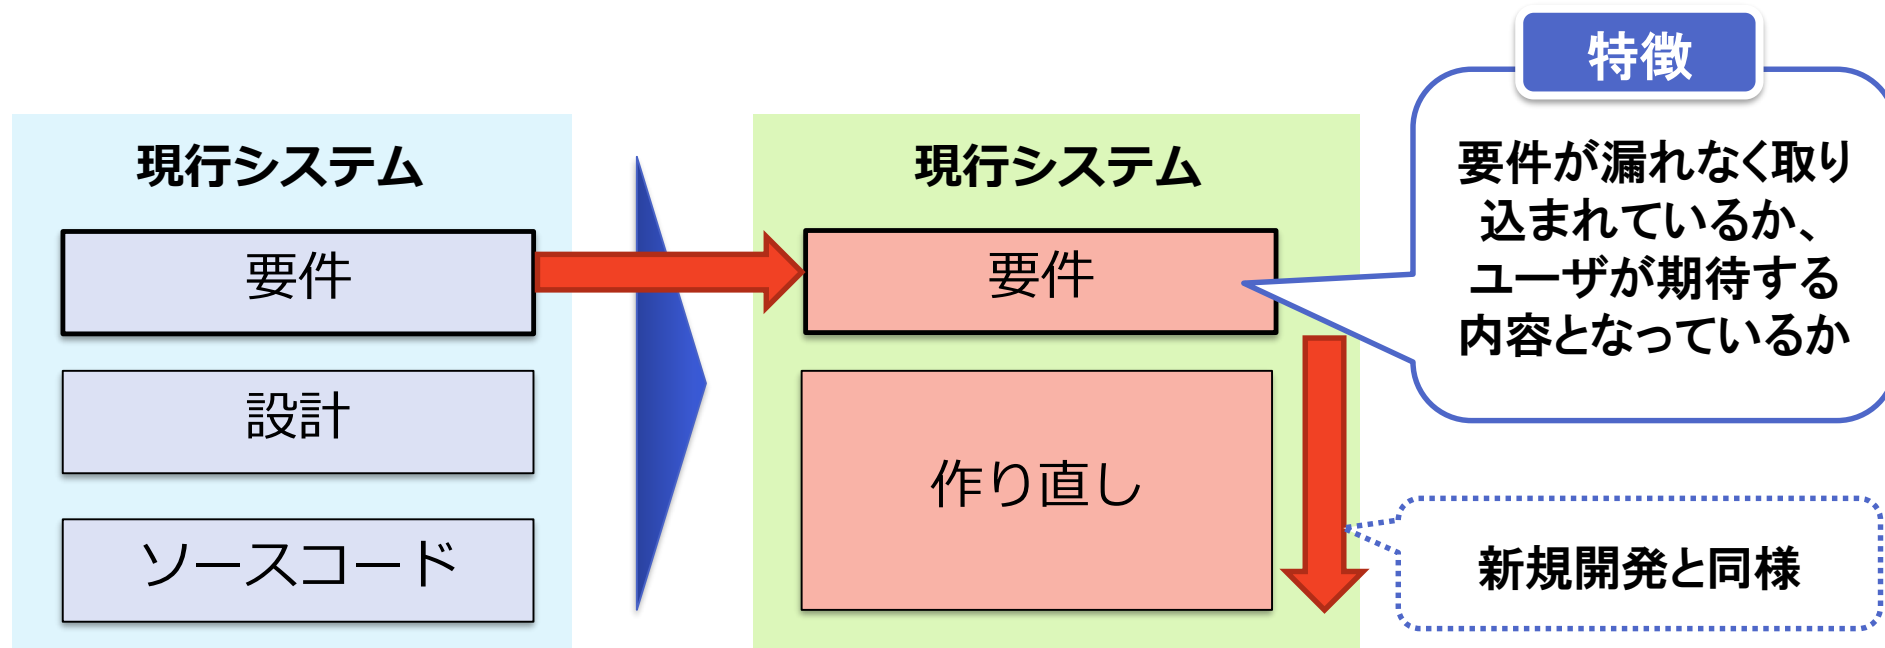 特徴
要件が漏れなく取り
込まれているか、
ユーザが期待する
内容となっているか
現行システム
要件
設計
ソースコード
現行システム
要件
作り直し
新規開発と同様